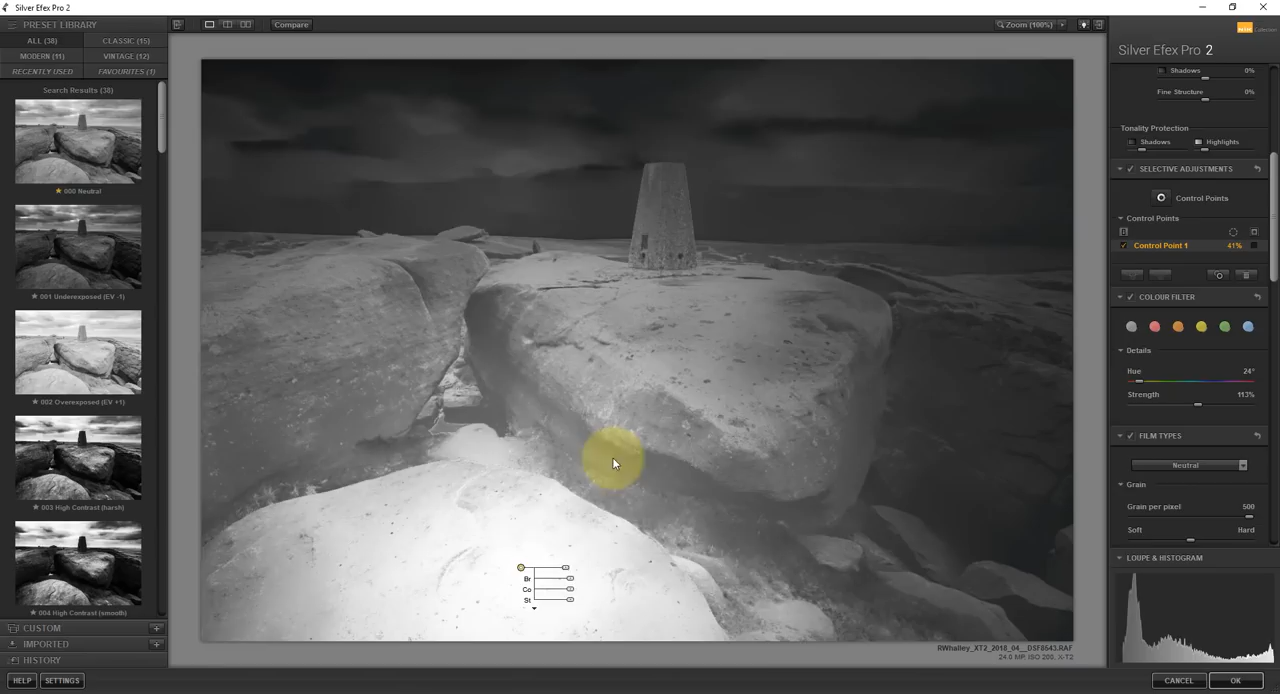 Silver Efex Pro 2
PRESET LIBRARY
Compare
Zoom (100%)
ALL (38)
CLASSIC (15)
MODERN (11)
VINTAGE (12)
RECENTLY USED
FAVOURITES (1)
Search Results (38)
000 Neutral
001 Underexposed (EV -1)
002 Overexposed (EV +1)
003 High Contrast (harsh)
004 High Contrast (smooth)
CUSTOM
IMPORTED
HISTORY
HELP
SETTINGS
Br
Co
St
RWhalley_XT2_2018_04__DSF8543.RAF
24.0 MP, ISO 200, X-T2
Collection
Silver Efex Pro 2
Shadows 0%
Fine Structure 0%
Tonality Protection
Shadows Highlights
SELECTIVE ADJUSTMENTS
Control Points
Control Points
Control Point 1 41%
COLOUR FILTER
Details
Hue 24°
Strength 113%
FILM TYPES
Neutral
Grain
Grain per pixel 500
Soft Hard
LOUPE & HISTOGRAM
CANCEL
OK